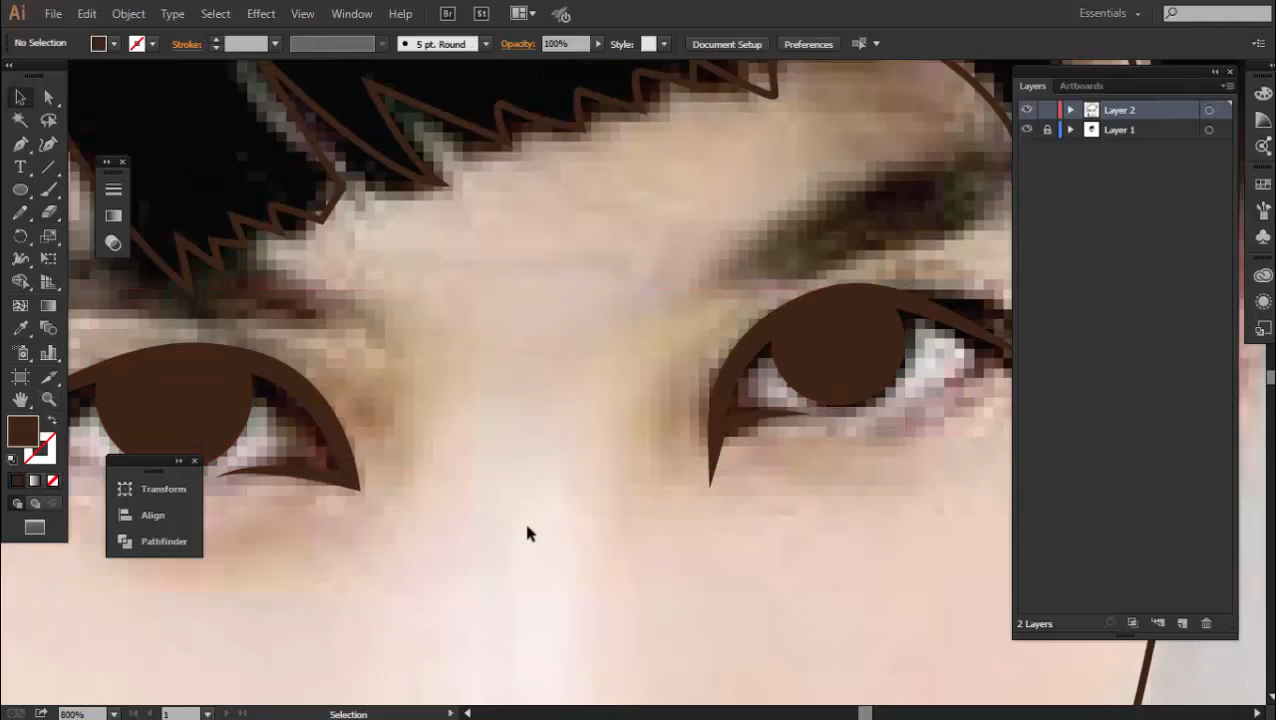 Ai File Edit Object Type Select Effect View Window Help Br St Essentials
No Selection Stroke: 5 pt. Round Opacity: 100% Style: Document Setup Preferences
Layers Artboards
Layer 2
Layer 1
T
Transform
Align
Pathfinder
2 Layers
800% 1 Selection